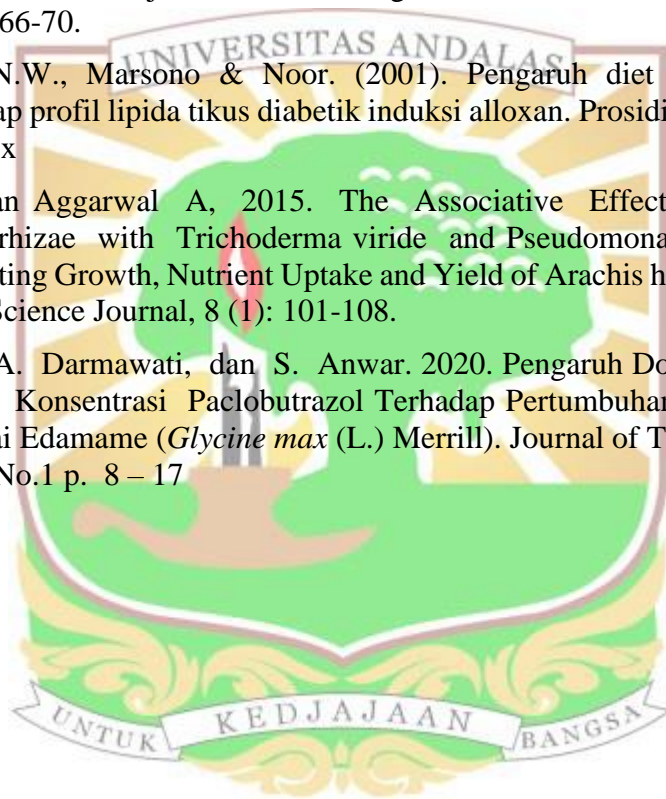 66-70.
UNIVERSITAS ANDALAS
N.W., Marsono & Noor. (2001). Pengaruh diet
ap profil lipida tikus diabetik induksi alloxan. Prosidi
x
an Aggarwal A, 2015. The Associative Effect
rhizae with Trichoderma viride and Pseudomona
ting Growth, Nutrient Uptake and Yield of Arachis h
Science Journal, 8 (1): 101-108.
A. Darmawati, dan S. Anwar. 2020. Pengaruh Do
Konsentrasi Paclobutrazol Terhadap Pertumbuhan
ai Edamame (Glycine max (L.) Merrill). Journal of T
No.1 p. 8 – 17
UNTUK KEDJAJAAN BANGSA